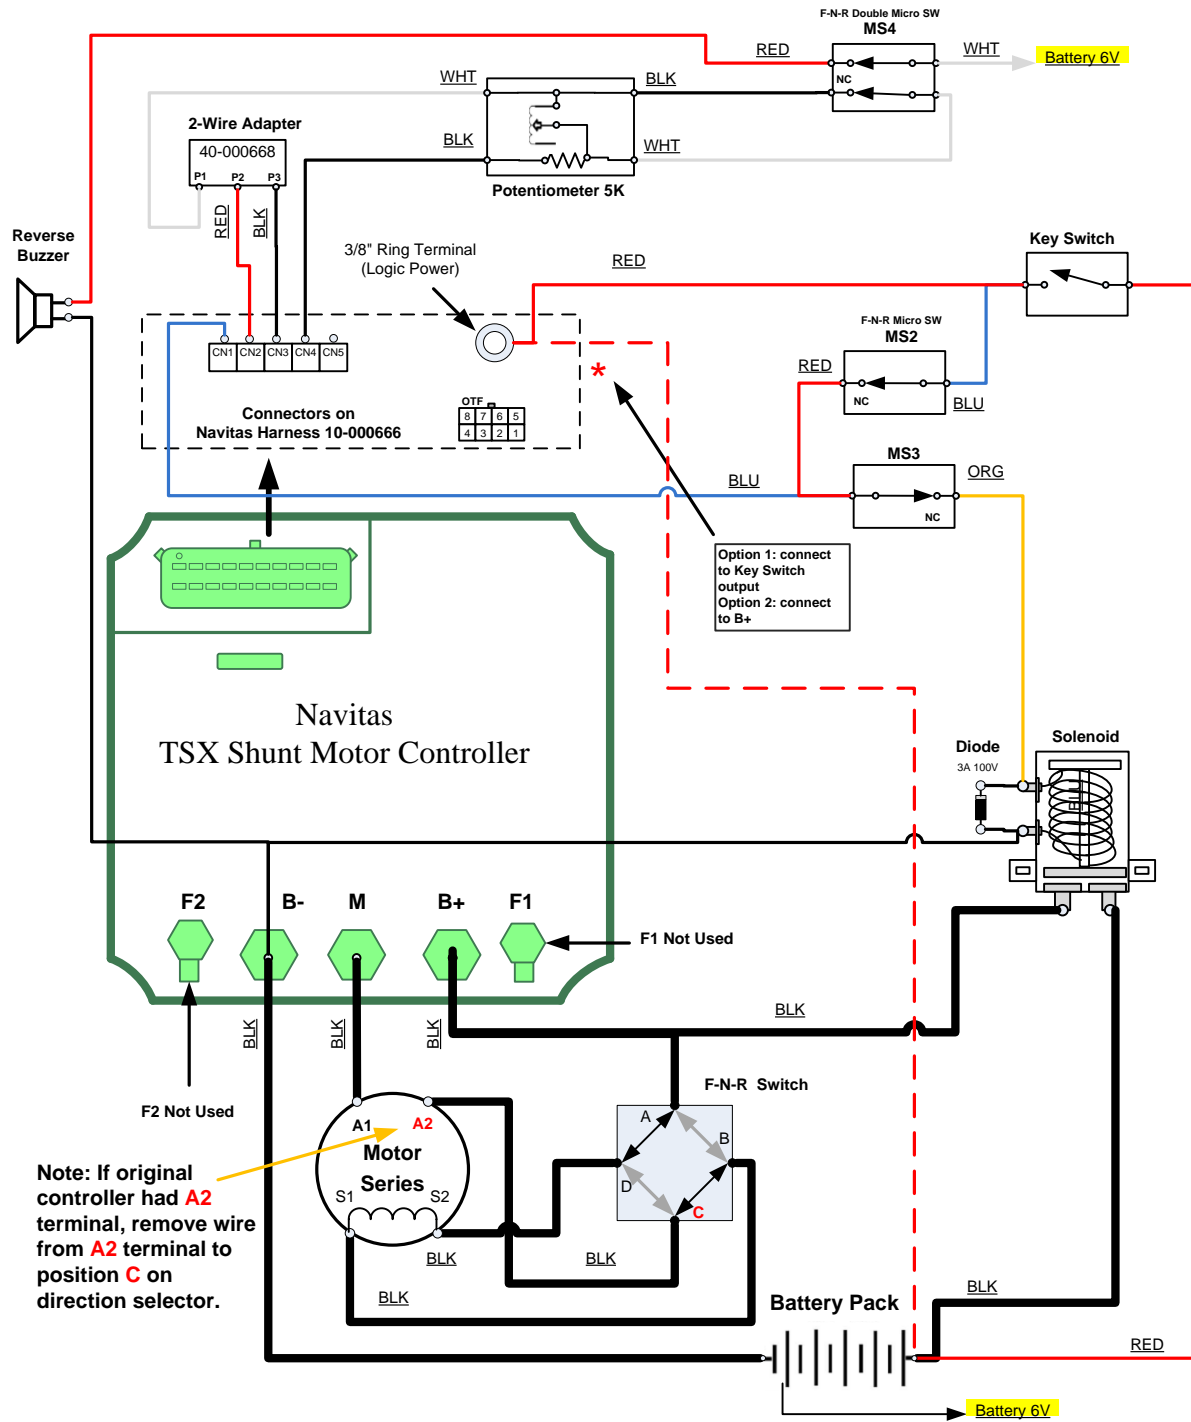 F-N-R Double Micro SW
MS4
RED
WHT
Battery 6V
NC
WHT
BLK
2-Wire Adapter
40-000668
P1 P2 P3
BLK
WHT
Potentiometer 5K
RED
BLK
Reverse
Buzzer
3/8" Ring Terminal
(Logic Power)
RED
Key Switch
F-N-R Micro SW
MS2
RED
NC
BLU
CN1 CN2 CN3 CN4 CN5
*
OTF
8 7 6 5
4 3 2 1
Connectors on
Navitas Harness 10-000666
MS3
BLU
ORG
NC
Option 1: connect
to Key Switch
output
Option 2: connect
to B+
Navitas
TSX Shunt Motor Controller
Diode
3A 100V
Solenoid
BLU
F2 B- M B+ F1
F1 Not Used
BLK
BLK
BLK
BLK
F2 Not Used
F-N-R Switch
A1 A2
Motor
Series
S1 S2
A
B
D
C
Note: If original
controller had A2
terminal, remove wire
from A2 terminal to
position C on
direction selector.
BLK
BLK
BLK
BLK
Battery Pack
RED
Battery 6V